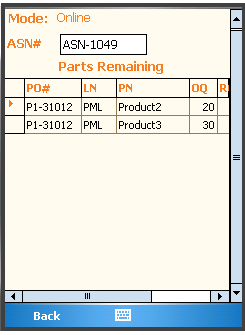 Mode: Online
ASN# ASN-1049
Parts Remaining
PO# LN PN OQ R
P1-31012 PML Product2 20
P1-31012 PML Product3 30
Back